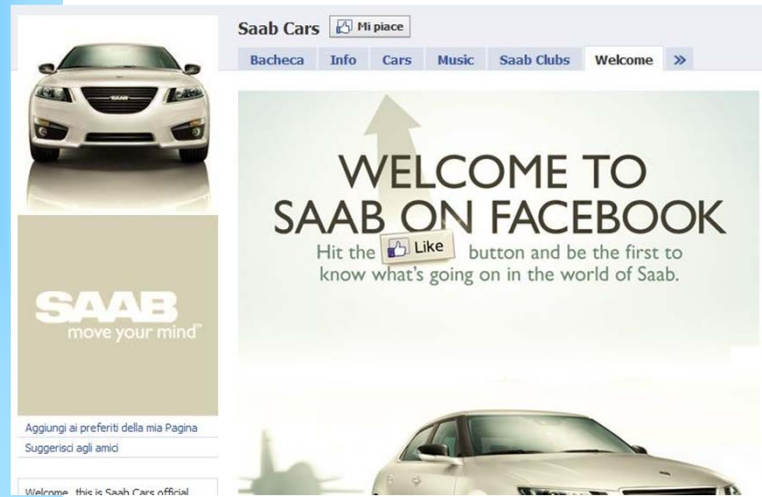 Saab Cars Mi piace
Bacheca Info Cars Music Saab Clubs Welcome »
SAAB
WELCOME TO
SAAB ON FACEBOOK
Hit the Like button and be the first to
know what's going on in the world of Saab.
SAAB
move your mind™
Aggiungi ai preferiti della mia Pagina
Suggerisci agli amici
Welcome, this is Saab Cars official